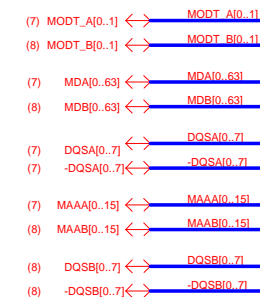 (7) MODT_A[0..1] MODT_A[0..1]
(8) MODT_B[0..1] MODT_B[0..1]
(7) MDA[0..63] MDA[0..63]
(8) MDB[0..63] MDB[0..63]
(7) DQSA[0..7] DQSA[0..7]
(7) -DQSA[0..7] -DQSA[0..7]
(7) MAAA[0..15] MAAA[0..15]
(8) MAAB[0..15] MAAB[0..15]
(8) DQSB[0..7] DQSB[0..7]
(8) -DQSB[0..7] -DQSB[0..7]